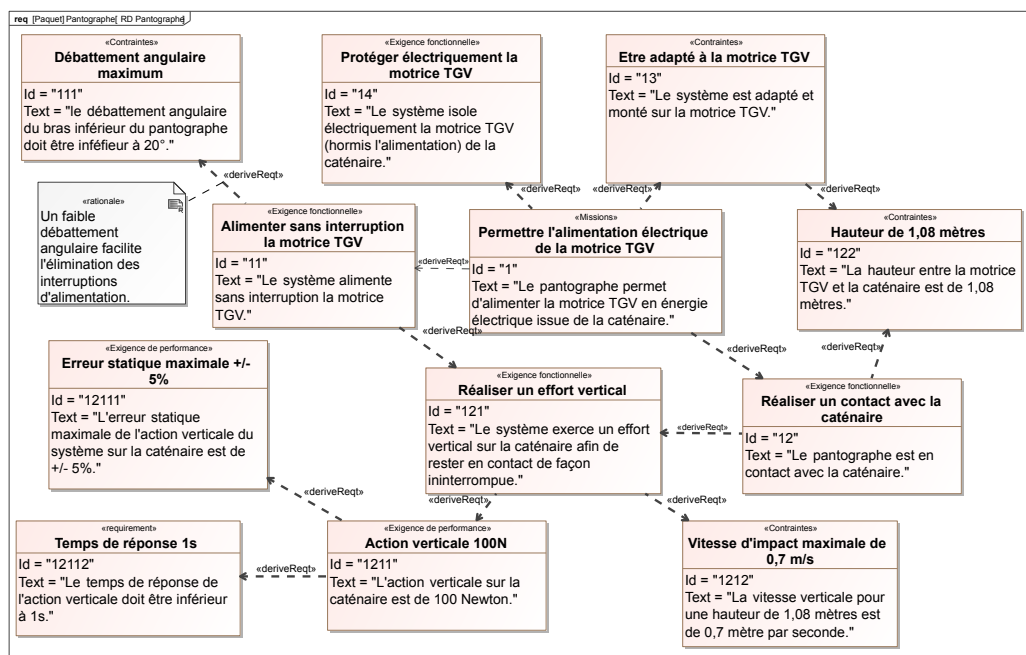 req [Paquet] Pantographe[ RD Pantographe]
«Contraintes»
Débattement angulaire
maximum
Id = "111"
Text = "le débattement angulaire
du bras inférieur du pantographe
doit être inféfieur à 20°."
«Exigence fonctionnelle»
Protéger électriquement la
motrice TGV
Id = "14"
Text = "Le système isole
électriquement la motrice TGV
(hormis l'alimentation) de la
caténaire."
«Contraintes»
Etre adapté à la motrice TGV
Id = "13"
Text = "Le système est adapté et
monté sur la motrice TGV."
«deriveReqt»
«deriveReqt»
«deriveReqt»
«deriveReqt»
«rationale»
Un faible
débattement
angulaire facilite
l'élimination des
interruptions
d'alimentation.
«Exigence fonctionnelle»
Alimenter sans interruption
la motrice TGV
Id = "11"
Text = "Le système alimente
sans interruption la motrice
TGV."
«deriveReqt»
«Missions»
Permettre l'alimentation électrique
de la motrice TGV
Id = "1"
Text = "Le pantographe permet
d'alimenter la motrice TGV en énergie
électrique issue de la caténaire."
«Contraintes»
Hauteur de 1,08 mètres
Id = "122"
Text = "La hauteur entre la motrice
TGV et la caténaire est de 1,08
mètres."
«deriveReqt»
«deriveReqt»
«deriveReqt»
«Exigence de performance»
Erreur statique maximale +/-
5%
Id = "12111"
Text = "L'erreur statique
maximale de l'action verticale du
système sur la caténaire est de
+/- 5%."
«Exigence fonctionnelle»
Réaliser un effort vertical
Id = "121"
Text = "Le système exerce un effort
vertical sur la caténaire afin de
rester en contact de façon
ininterrompue."
«deriveReqt»
«Exigence fonctionnelle»
Réaliser un contact avec la
caténaire
Id = "12"
Text = "Le pantographe est en
contact avec la caténaire."
«deriveReqt»
«deriveReqt»
«deriveReqt»
«requirement»
Temps de réponse 1s
Id = "12112"
Text = "Le temps de réponse de
l'action verticale doit être inférieur
à 1s."
«deriveReqt»
«Exigence de performance»
Action verticale 100N
Id = "1211"
Text = "L'action verticale sur la
caténaire est de 100 Newton."
«Contraintes»
Vitesse d'impact maximale de
0,7 m/s
Id = "1212"
Text = "La vitesse verticale pour
une hauteur de 1,08 mètres est
de 0,7 mètre par seconde."